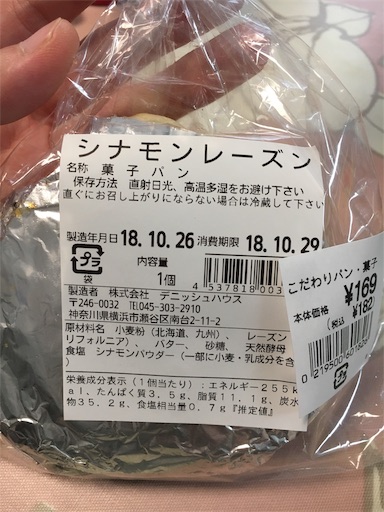 シナモンレーズン
名称 菓子パン
保存方法 直射日光、高温多湿をお避け下さい
直ぐにお召し上がりにならない場合は冷蔵して下さい
製造年月日 18.10.26 消費期限 18.10.29
プラ
袋
内容量
1個
4537818003
製造者 株式会社 デニッシュハウス
〒246-0032 TEL045-303-2910
神奈川県横浜市瀬谷区南台2-11-2
原材料名 小麦粉(北海道、九州)、 レーズン
リフォルニア)、 バター、 砂糖、 天然酵母
食塩 シナモンパウダー(一部に小麦・乳成分を含
栄養成分表示(1個当たり):エネルギー255k
al、たんぱく質3.5g、脂質11.1g、炭水
物35.2g、食塩相当量0.7g『推定値』
こだわりパン・菓子
本体価格 ¥169
(税込 ¥182)